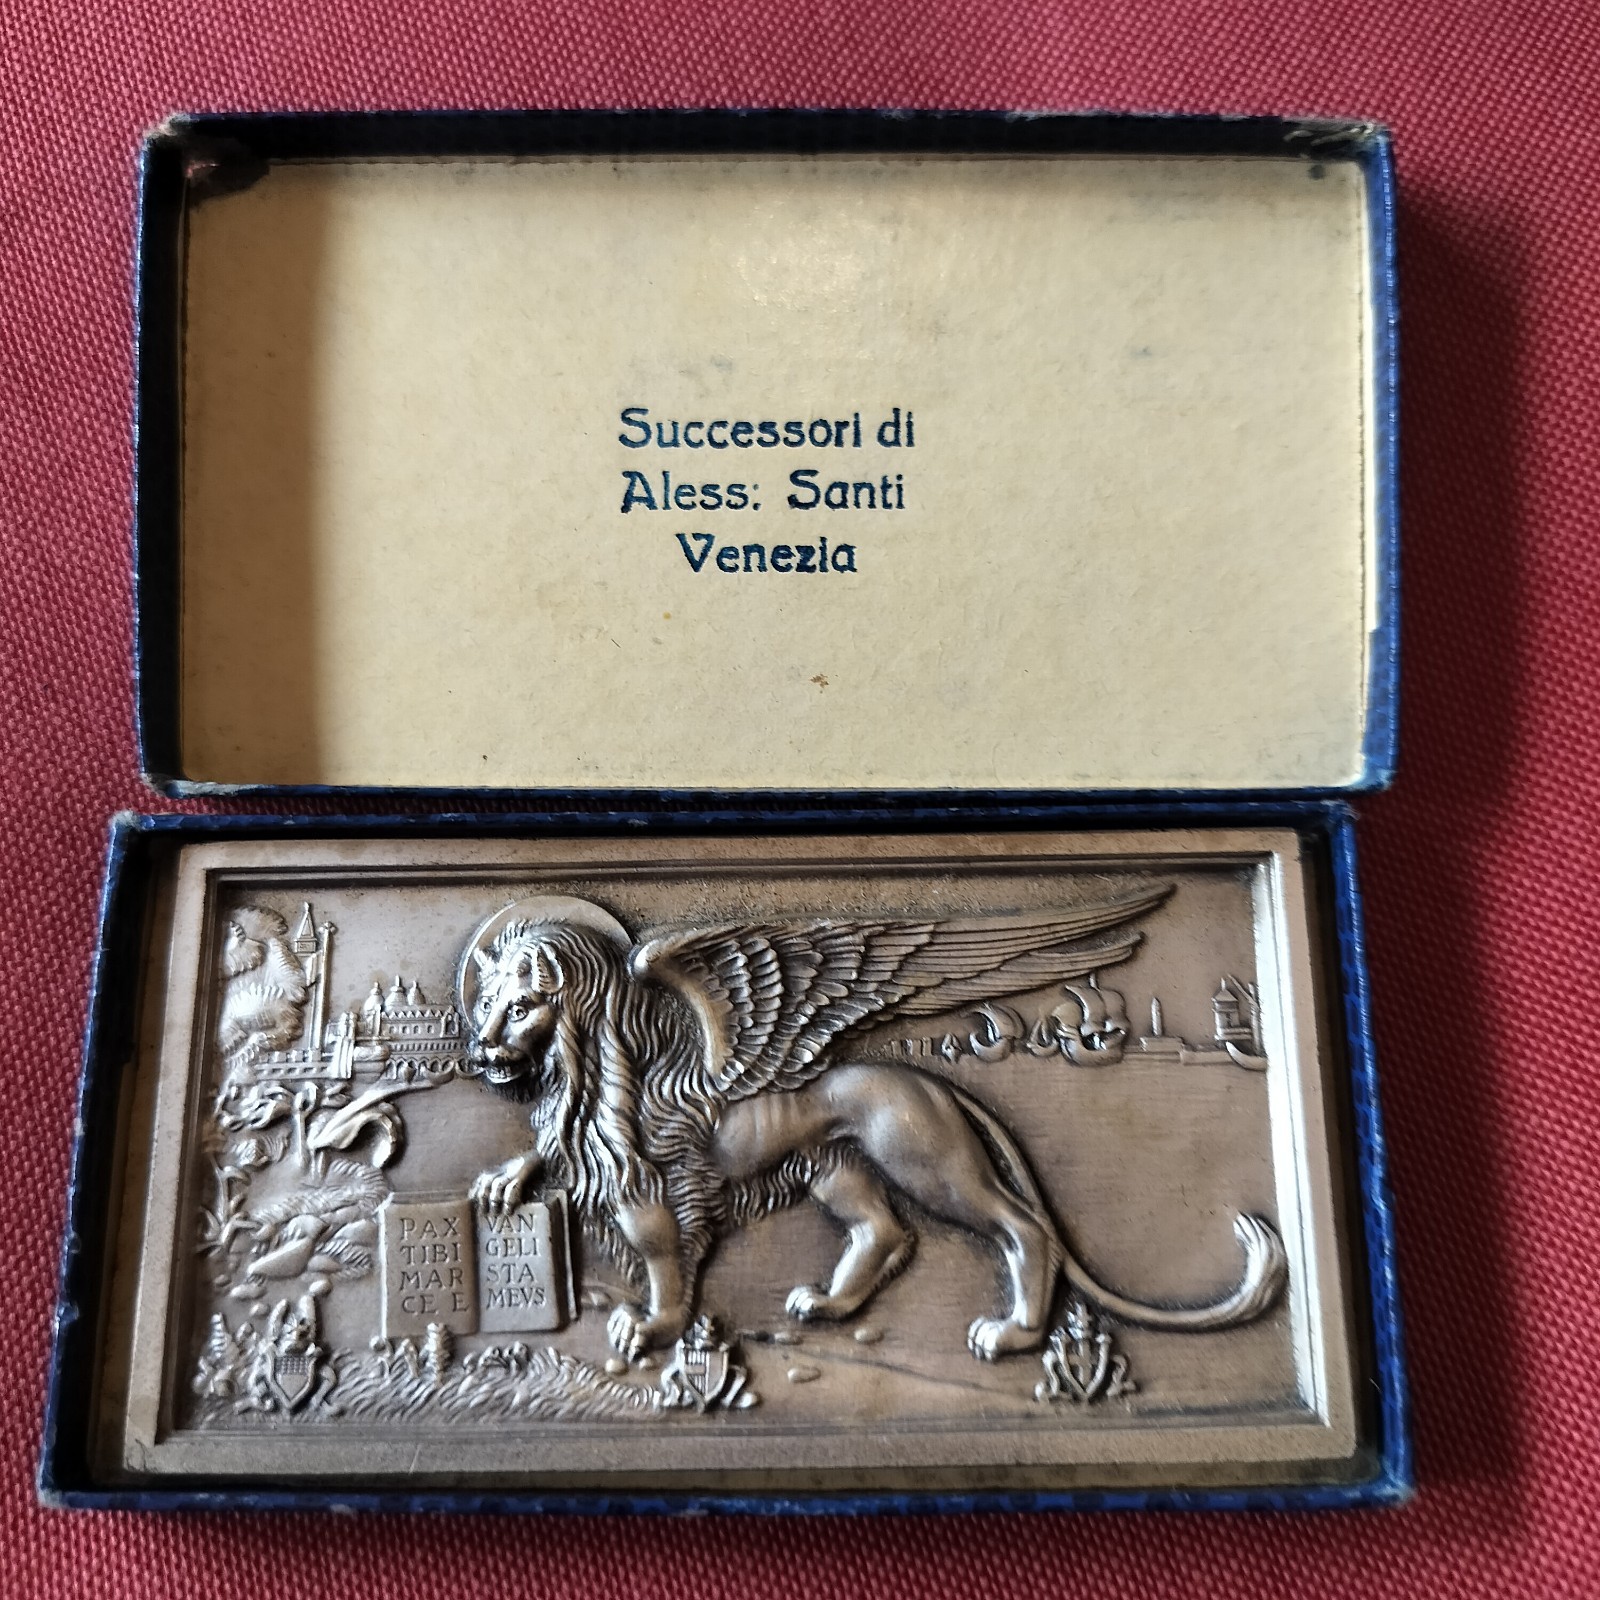 Successori di
Aless: Santi
Venezia
PAX
TIBI
MAR
CE E
VAN
GELI
STA
MEVS